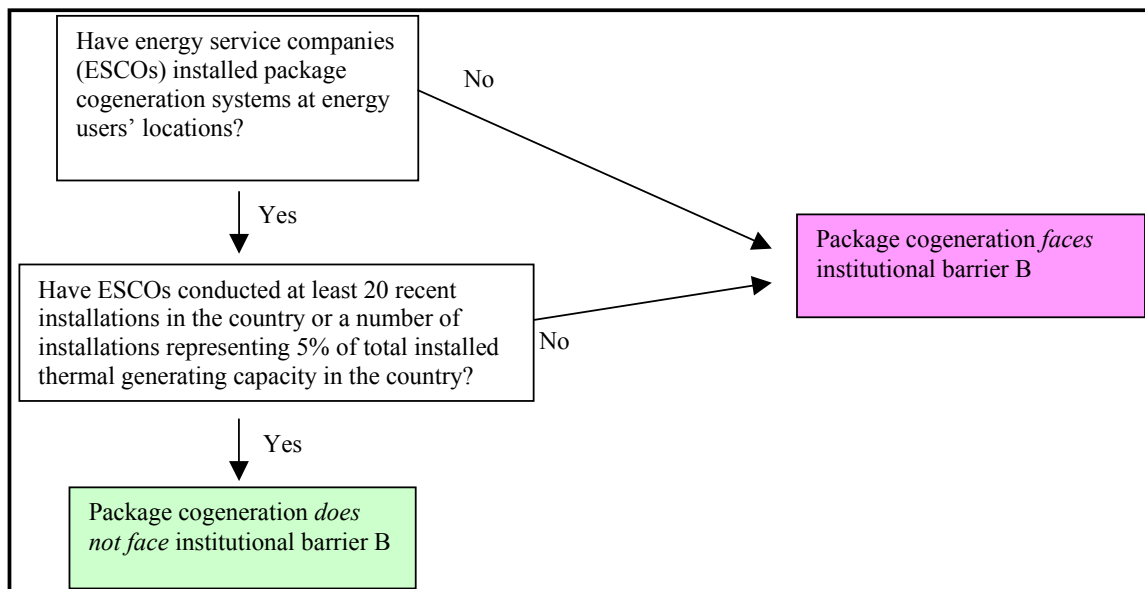 Have energy service companies
(ESCOs) installed package
cogeneration systems at energy
users’ locations?
No
Yes
Package cogeneration faces
institutional barrier B
Have ESCOs conducted at least 20 recent
installations in the country or a number of
installations representing 5% of total installed
thermal generating capacity in the country?
No
Yes
Package cogeneration does
not face institutional barrier B